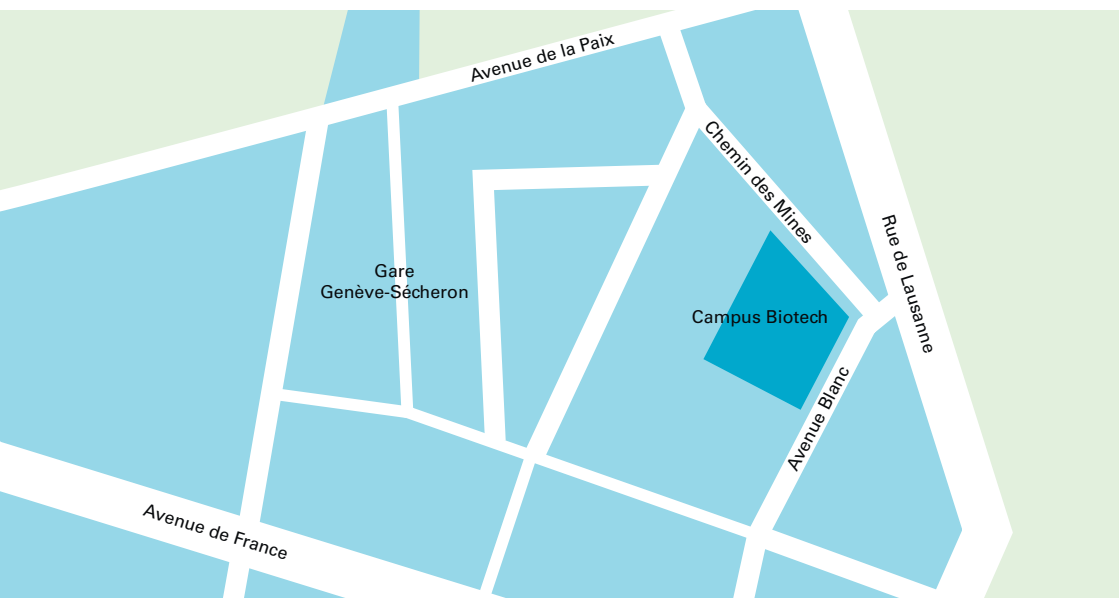 Avenue de la Paix
Chemin des Mines
Rue de Lausanne
Gare
Genève-Sécheron
Campus Biotech
Avenue Blanc
Avenue de France